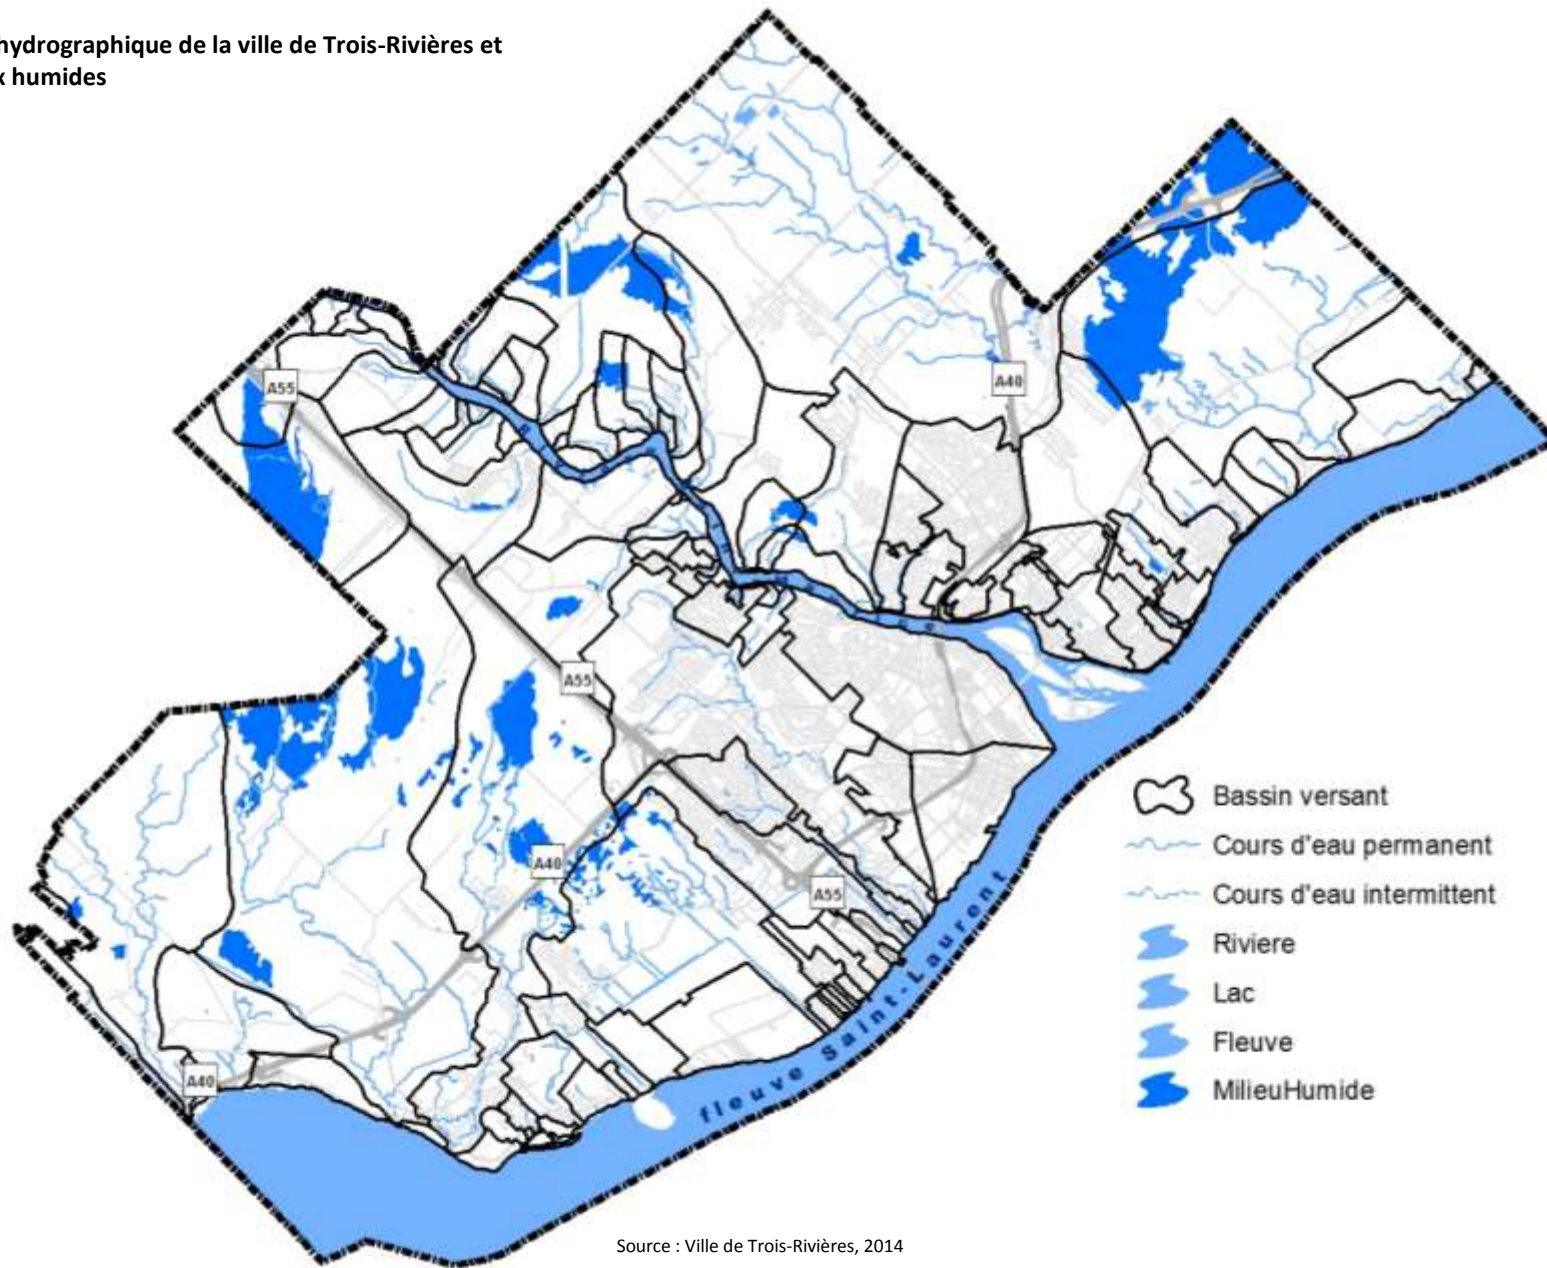 hydrographique de la ville de Trois-Rivières et
x humides
A55
A40
A55
A40
A55
A40
fleuve Saint-Laurent
Bassin versant
Cours d'eau permanent
Cours d'eau intermittent
Riviere
Lac
Fleuve
MilieuHumide
Source : Ville de Trois-Rivières, 2014